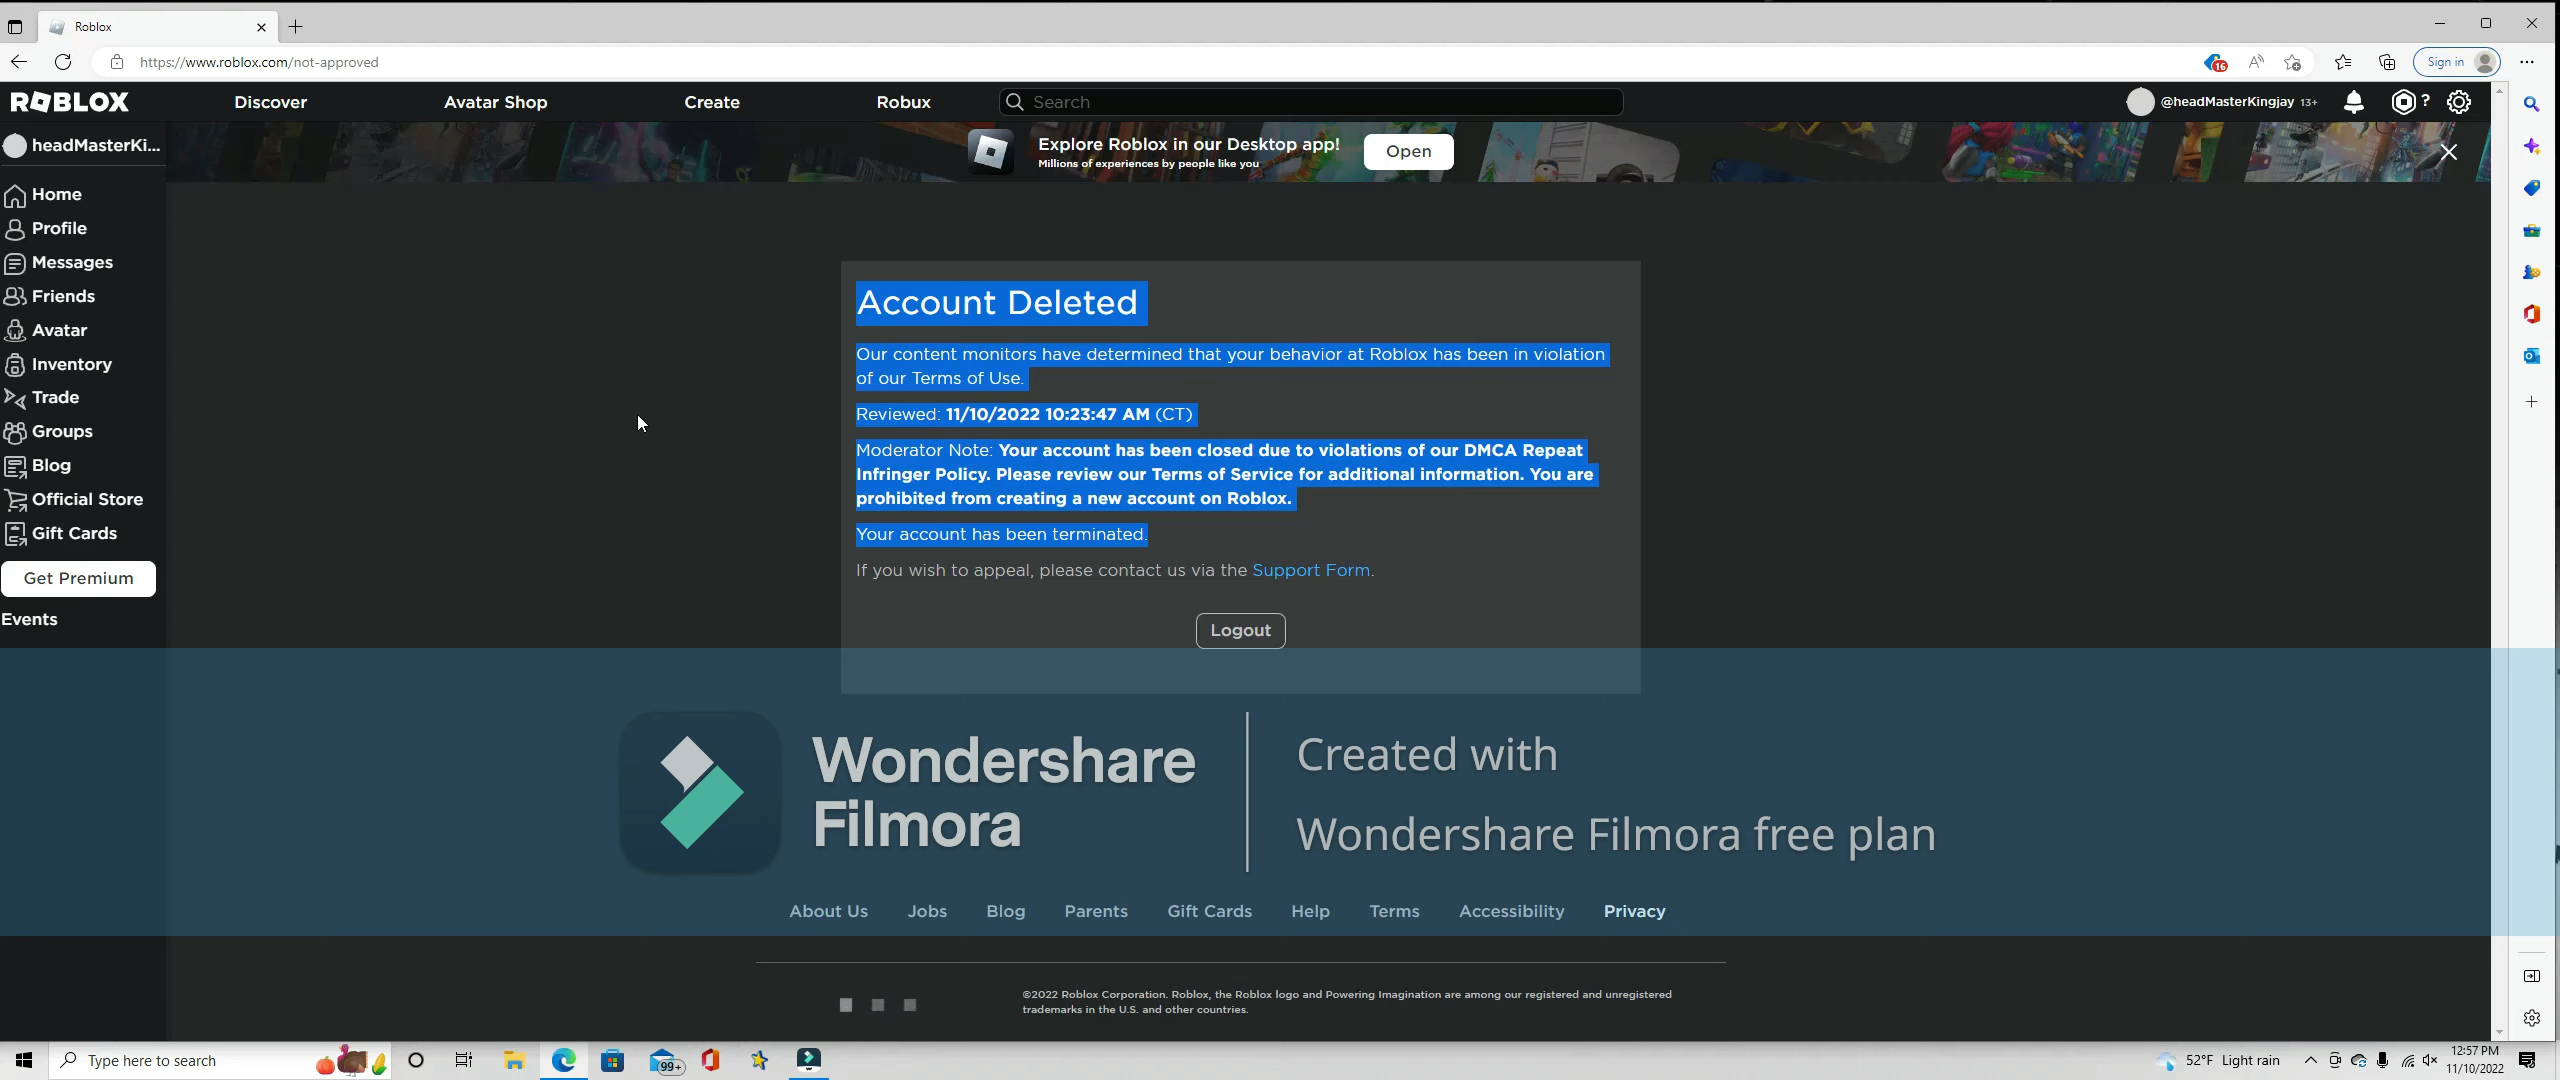 Roblox
https://www.roblox.com/not-approved
16
Sign in
ROBLOX
Discover
Avatar Shop
Create
Robux
Search
@headMasterKingjay 13+
?
headMasterKi...
Explore Roblox in our Desktop app!
Millions of experiences by people like you
Open
Home
Profile
Messages
Friends
Avatar
Inventory
Trade
Groups
Blog
Official Store
Gift Cards
Get Premium
Events
Account Deleted
Our content monitors have determined that your behavior at Roblox has been in violation
of our Terms of Use.
Reviewed: 11/10/2022 10:23:47 AM (CT)
Moderator Note: Your account has been closed due to violations of our DMCA Repeat
Infringer Policy. Please review our Terms of Service for additional information. You are
prohibited from creating a new account on Roblox.
Your account has been terminated.
If you wish to appeal, please contact us via the Support Form.
Logout
Wondershare
Filmora
Created with
Wondershare Filmora free plan
About Us
Jobs
Blog
Parents
Gift Cards
Help
Terms
Accessibility
Privacy
©2022 Roblox Corporation. Roblox, the Roblox logo and Powering Imagination are among our registered and unregistered
trademarks in the U.S. and other countries.
Type here to search
99+
52°F Light rain
12:57 PM
11/10/2022